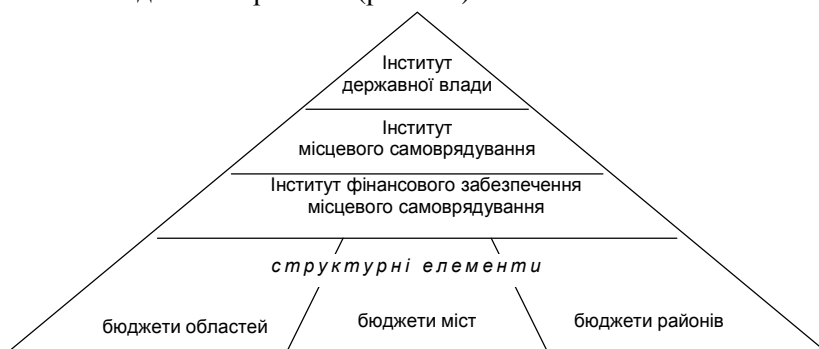 Інститут
державної влади
Інститут
місцевого самоврядування
Інститут фінансового забезпечення
місцевого самоврядування
структурні елементи
бюджети областей
бюджети міст
бюджети районів